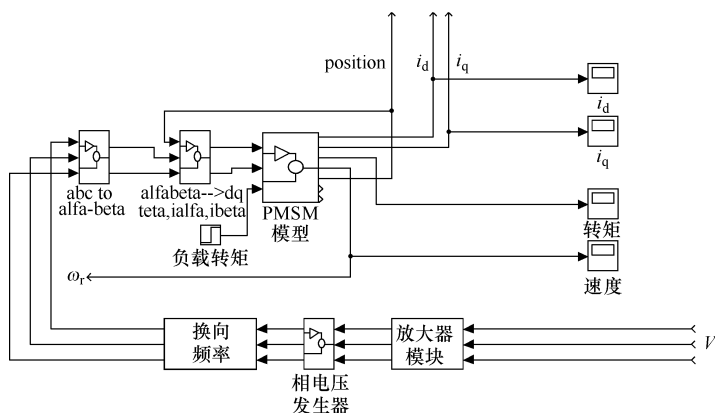 position
i_d
i_q
i_d
i_q
abc to
alfa-beta
alfabeta-->dq
teta,ialfa,ibeta
PMSM
模型
负载转矩
转矩
速度
ω_r
换向
频率
相电压
发生器
放大器
模块
V